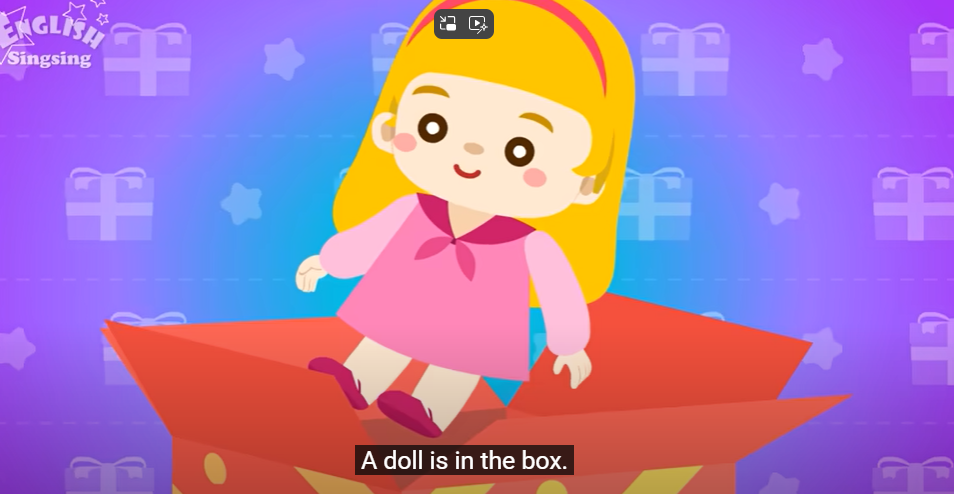 ENGLISH
Singsing
A doll is in the box.